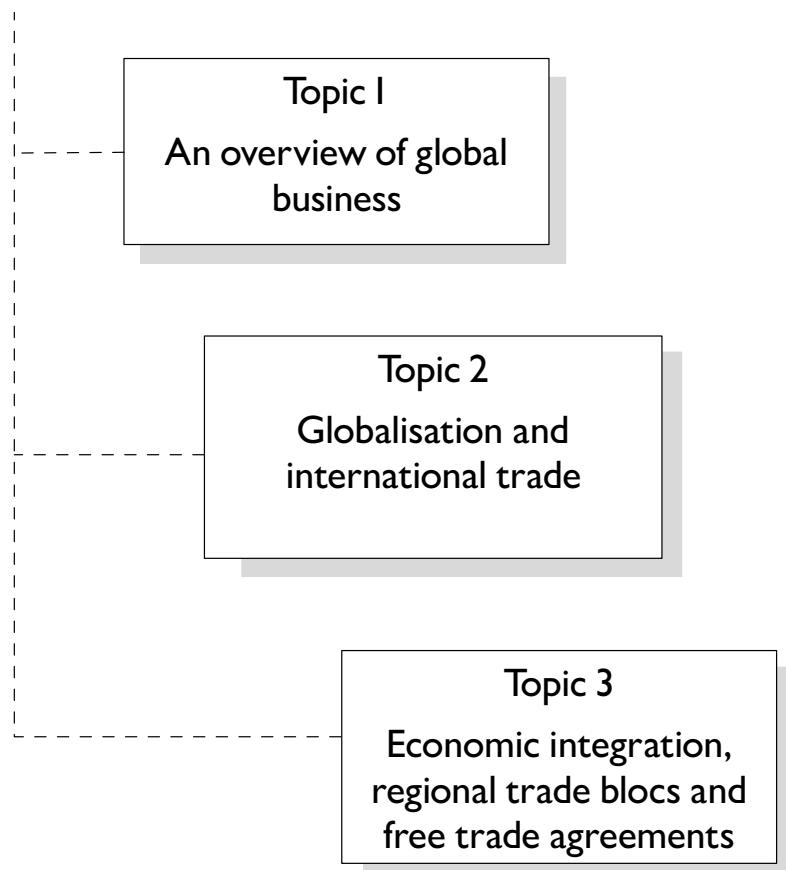 Topic 1
An overview of global
business
Topic 2
Globalisation and
international trade
Topic 3
Economic integration,
regional trade blocs and
free trade agreements